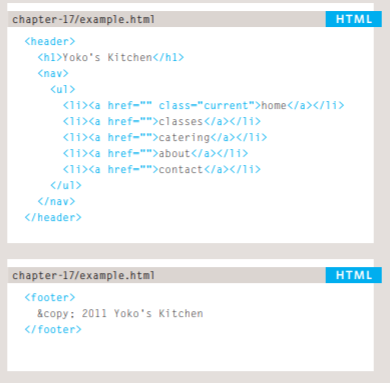 chapter-17/example.html HTML
<header>
<h1>Yoko's Kitchen</h1>
<nav>
<ul>
<li><a href="" class="current">home</a></li>
<li><a href="">classes</a></li>
<li><a href="">catering</a></li>
<li><a href="">about</a></li>
<li><a href="">contact</a></li>
</ul>
</nav>
</header>
chapter-17/example.html HTML
<footer>
&copy; 2011 Yoko's Kitchen
</footer>